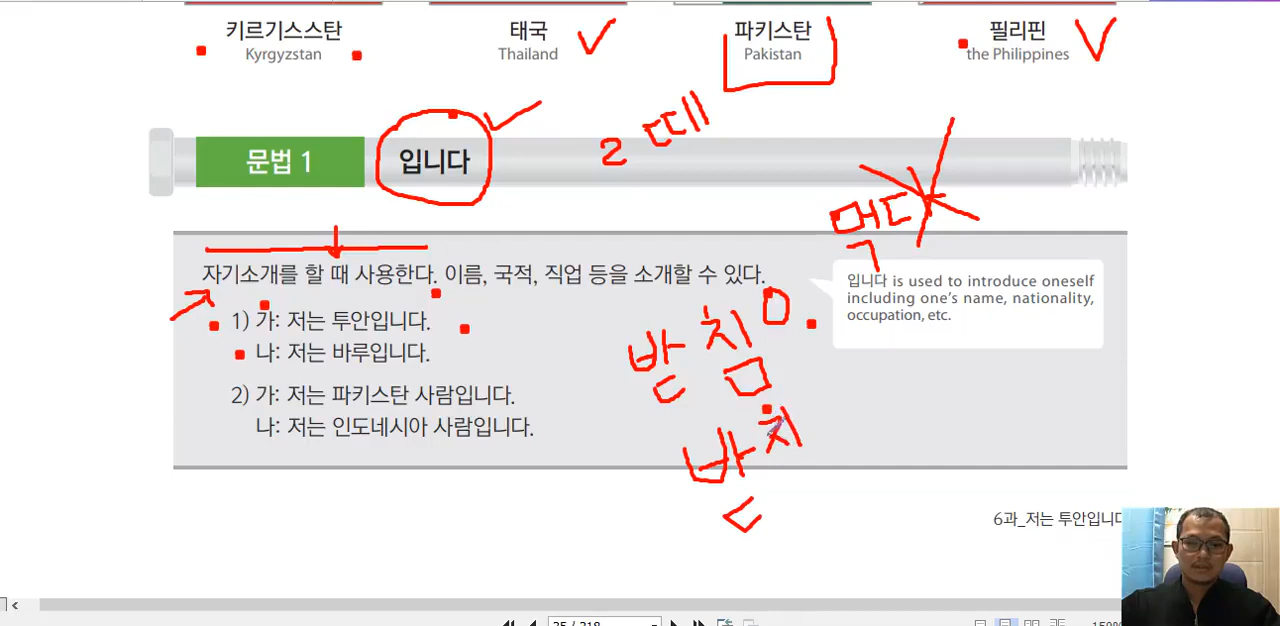 키르기스스탄 태국 파키스탄 필리핀
Kyrgyzstan Thailand Pakistan the Philippines
문법 1 입니다
2 때
먹다
ㄱ
자기소개를 할 때 사용한다. 이름, 국적, 직업 등을 소개할 수 있다.
1) 가: 저는 투안입니다.
나: 저는 바루입니다.
2) 가: 저는 파키스탄 사람입니다.
나: 저는 인도네시아 사람입니다.
입니다 is used to introduce oneself
including one's name, nationality,
occupation, etc.
받침 O
받치
6과_저는 투안입니다
35 / 218